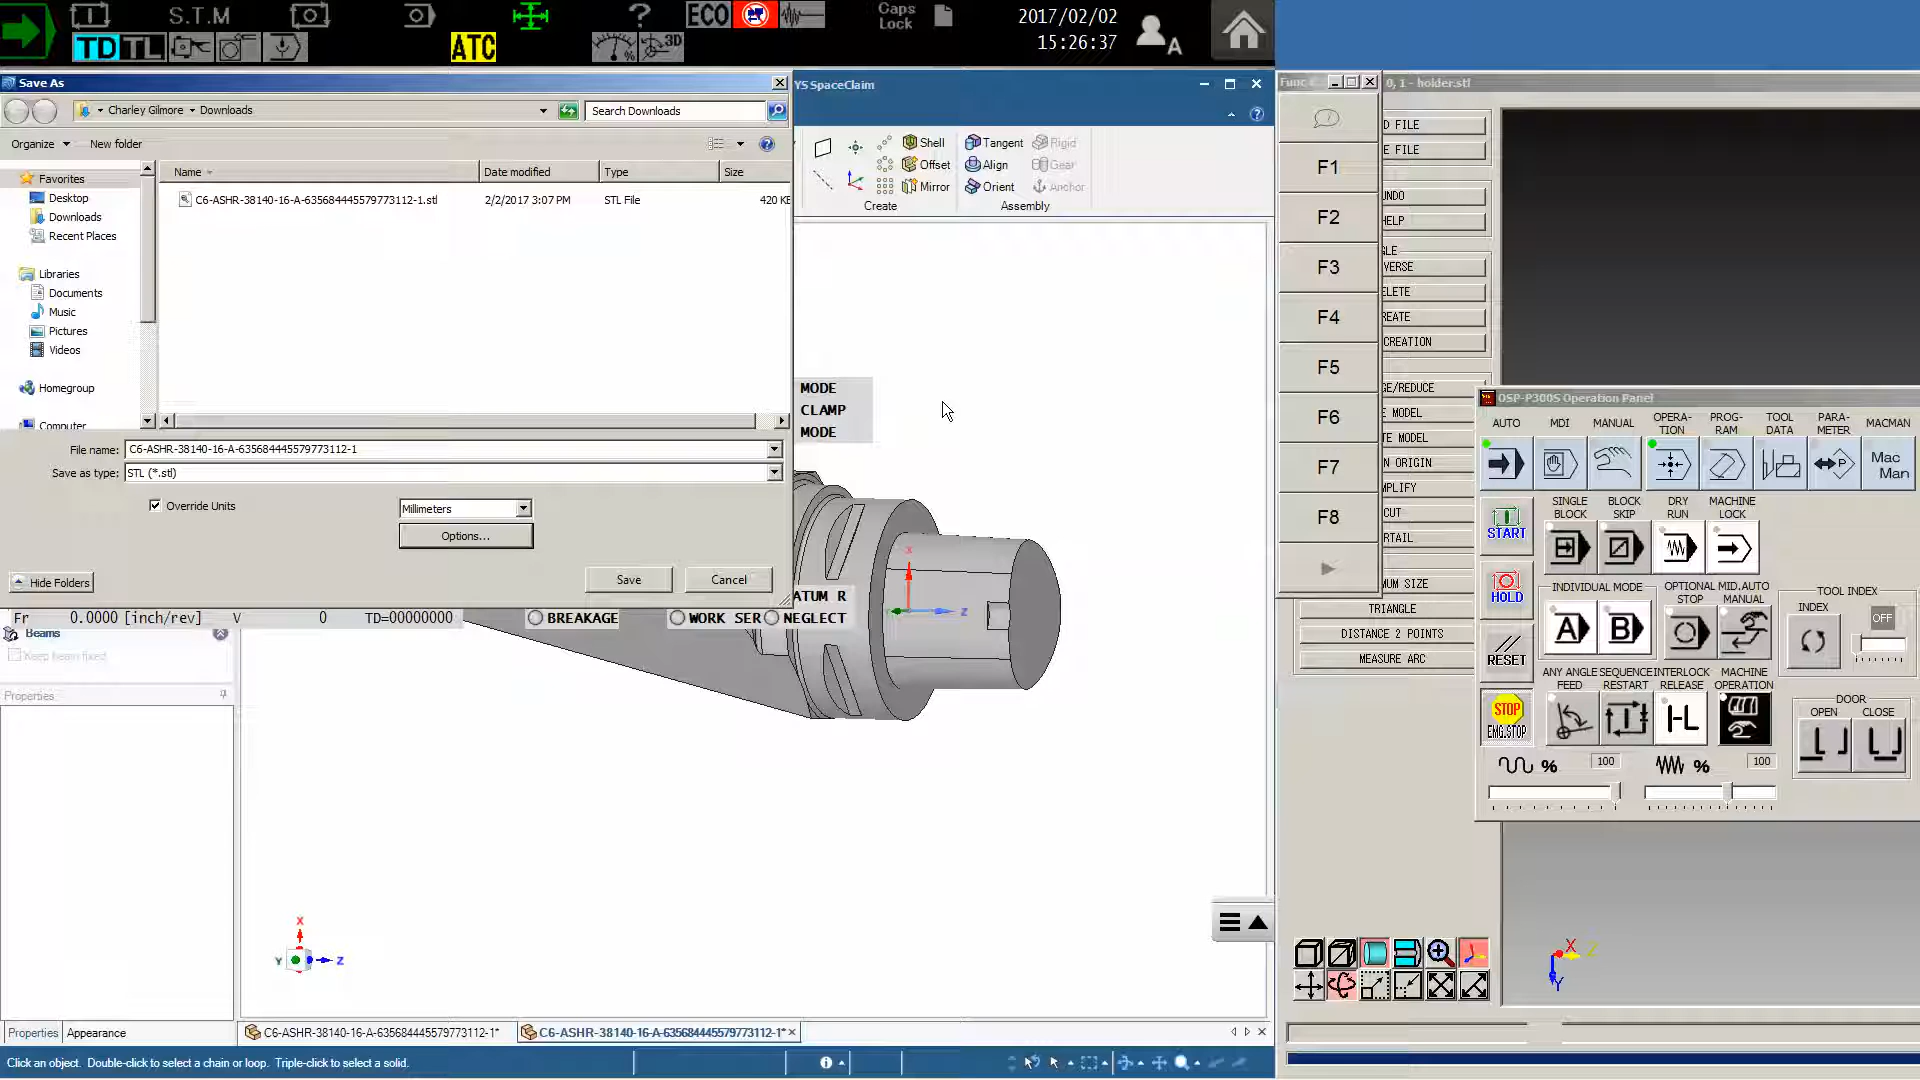 S.T.M
TDTL
ATC
?
ECO
3D
Caps
Lock
2017/02/02
15:26:37
A
Save As
YS SpaceClaim
0, 1 - holder.stl
Charley Gilmore
Downloads
Search Downloads
Organize
New folder
Favorites
Desktop
Downloads
Recent Places
Libraries
Documents
Music
Pictures
Videos
Homegroup
Computer
Name
Date modified
Type
Size
C6-ASHR-38140-16-A-635684445579773112-1.stl
2/2/2017 3:07 PM
STL File
420 KB
File name:
C6-ASHR-38140-16-A-635684445579773112-1
Save as type:
STL (*.stl)
Override Units
Millimeters
Options...
Hide Folders
Save
Cancel
Shell
Offset
Mirror
Create
Tangent
Align
Orient
Rigid
Gear
Anchor
Assembly
MODE
CLAMP
MODE
ATUM R
Fr 0.0000 [inch/rev] V 0 TD=00000000
BREAKAGE
WORK SER
NEGLECT
Beams
Keep beam fixed
Properties
X
Z
X
Y
Z
Properties
Appearance
C6-ASHR-38140-16-A-635684445579773112-1*
C6-ASHR-38140-16-A-635684445579773112-1*
Click an object. Double-click to select a chain or loop. Triple-click to select a solid.
Func
F1
F2
F3
F4
F5
F6
F7
F8
D FILE
E FILE
UNDO
HELP
GLE
VERSE
ELETE
REATE
CREATION
GE/REDUCE
E MODEL
TE MODEL
N ORIGIN
MPLIFY
CUT
RTAIL
MUM SIZE
TRIANGLE
DISTANCE 2 POINTS
MEASURE ARC
OSP-P300S Operation Panel
AUTO
MDI
MANUAL
OPERA-
TION
PROG-
RAM
TOOL
DATA
PARA-
METER
MACMAN
Mac
Man
START
SINGLE
BLOCK
BLOCK
SKIP
DRY
RUN
MACHINE
LOCK
HOLD
INDIVIDUAL MODE
A
B
OPTIONAL
STOP
MID.AUTO
MANUAL
TOOL INDEX
INDEX
OFF
RESET
ANY ANGLE
FEED
SEQUENCE
RESTART
INTERLOCK
RELEASE
MACHINE
OPERATION
DOOR
OPEN
CLOSE
STOP
EMG.STOP
%
100
%
100
X
Z
Y